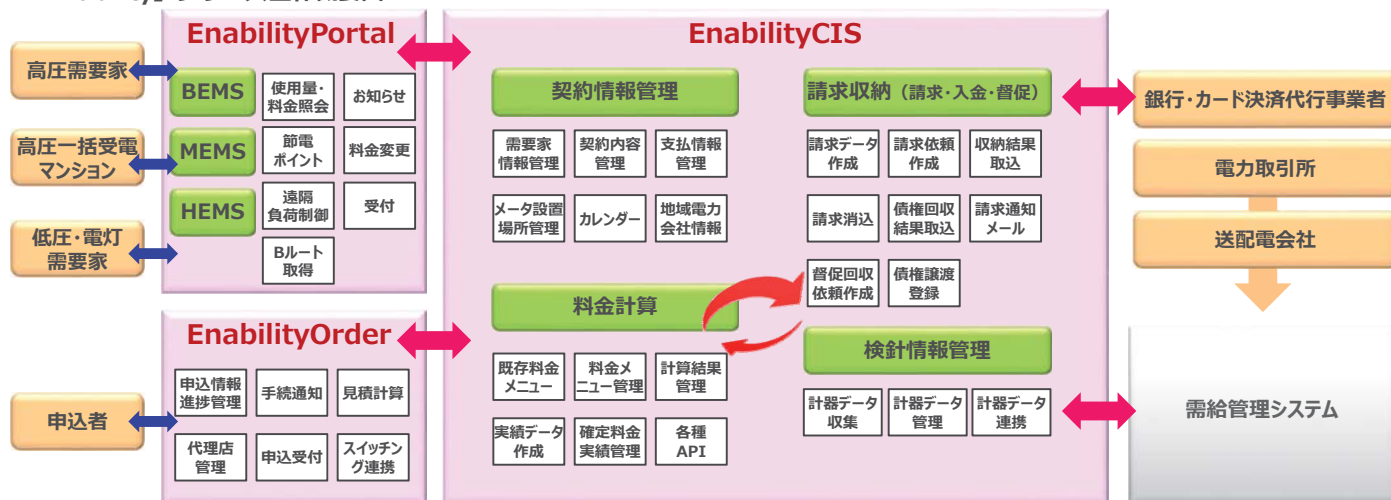 EnabilityPortal
EnabilityCIS
高圧需要家
高圧一括受電
マンション
低圧・電灯
需要家
BEMS
使用量・
料金照会
お知らせ
MEMS
節電
ポイント
料金変更
HEMS
遠隔
負荷制御
受付
Bルート
取得
契約情報管理
需要家
情報管理
契約内容
管理
支払情報
管理
メータ設置
場所管理
カレンダー
地域電力
会社情報
請求収納（請求・入金・督促）
請求データ
作成
請求依頼
作成
収納結果
取込
請求消込
債権回収
結果取込
請求通知
メール
督促回収
依頼作成
債権譲渡
登録
銀行・カード決済代行事業者
電力取引所
送配電会社
EnabilityOrder
申込者
申込情報
進捗管理
手続通知
見積計算
代理店
管理
申込受付
スイッチン
グ連携
料金計算
既存料金
メニュー
料金メ
ニュー管理
計算結果
管理
実績データ
作成
確定料金
実績管理
各種
API
検針情報管理
計器データ
収集
計器データ
管理
計器データ
連携
需給管理システム